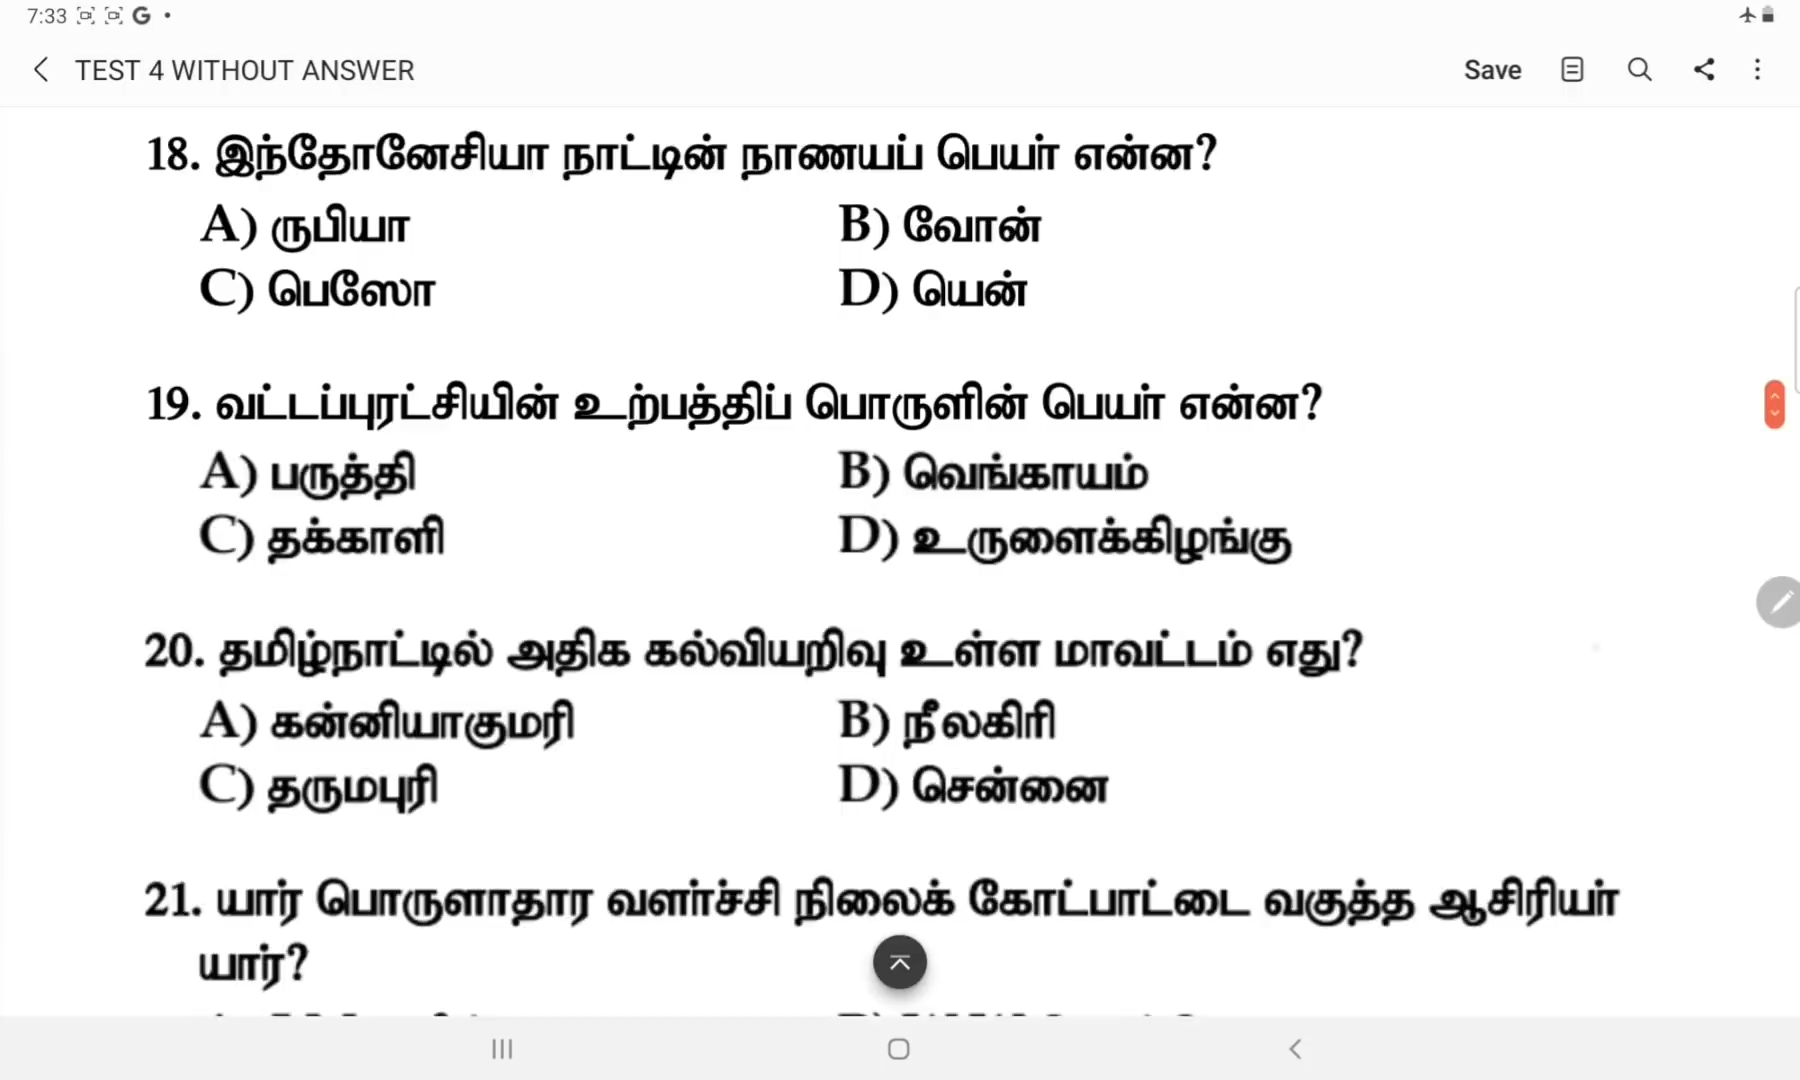 7:33 G •
TEST 4 WITHOUT ANSWER
Save
18. இந்தோனேசியா நாட்டின் நாணயப் பெயர் என்ன?
A) ருபியா B) வோன்
C) பெஸோ D) யென்
19. வட்டப்புரட்சியின் உற்பத்திப் பொருளின் பெயர் என்ன?
A) பருத்தி B) வெங்காயம்
C) தக்காளி D) உருளைக்கிழங்கு
20. தமிழ்நாட்டில் அதிக கல்வியறிவு உள்ள மாவட்டம் எது?
A) கன்னியாகுமரி B) நீலகிரி
C) தருமபுரி D) சென்னை
21. யார் பொருளாதார வளர்ச்சி நிலைக் கோட்பாட்டை வகுத்த ஆசிரியர்
யார்?